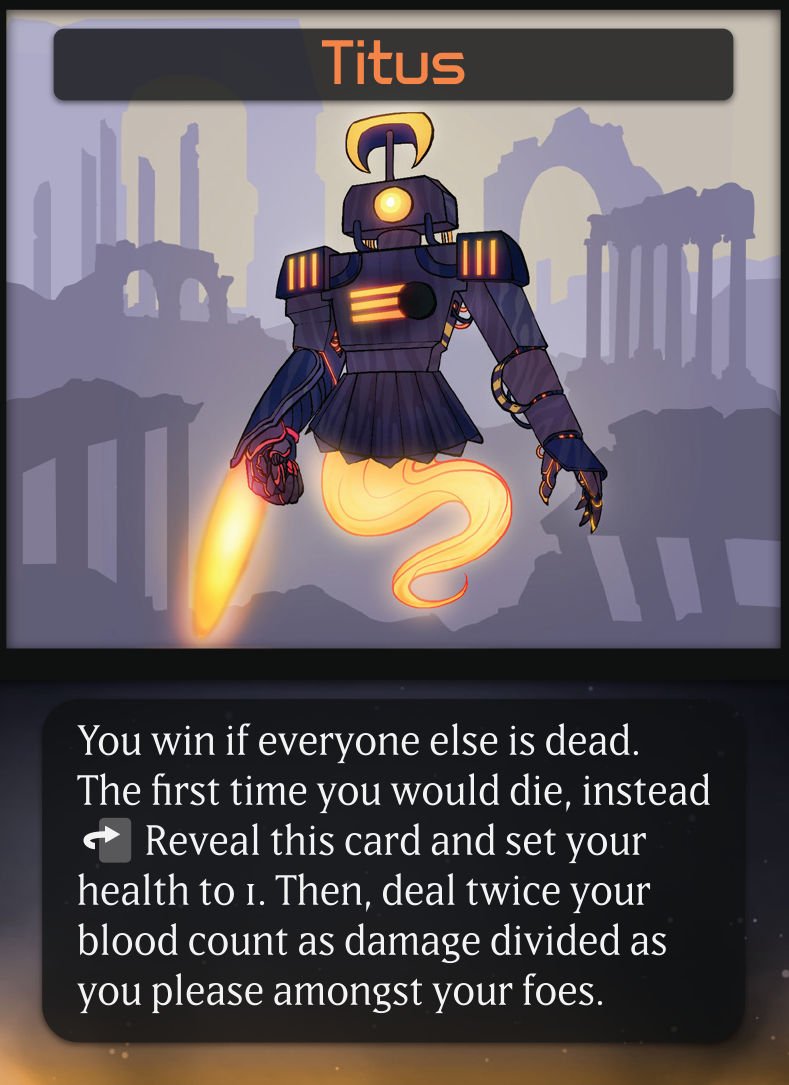 Titus
You win if everyone else is dead.
The first time you would die, instead
Reveal this card and set your
health to 1. Then, deal twice your
blood count as damage divided as
you please amongst your foes.